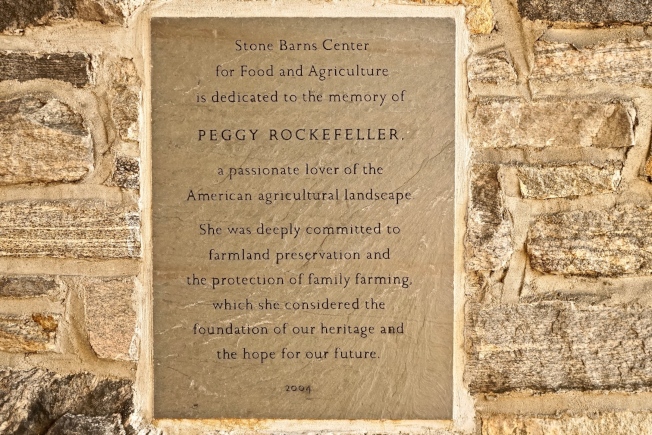 Stone Barns Center
for Food and Agriculture
is dedicated to the memory of
PEGGY ROCKEFELLER,
a passionate lover of the
American agricultural landscape.
She was deeply committed to
farmland preservation and
the protection of family farming,
which she considered the
foundation of our heritage and
the hope for our future.
2004